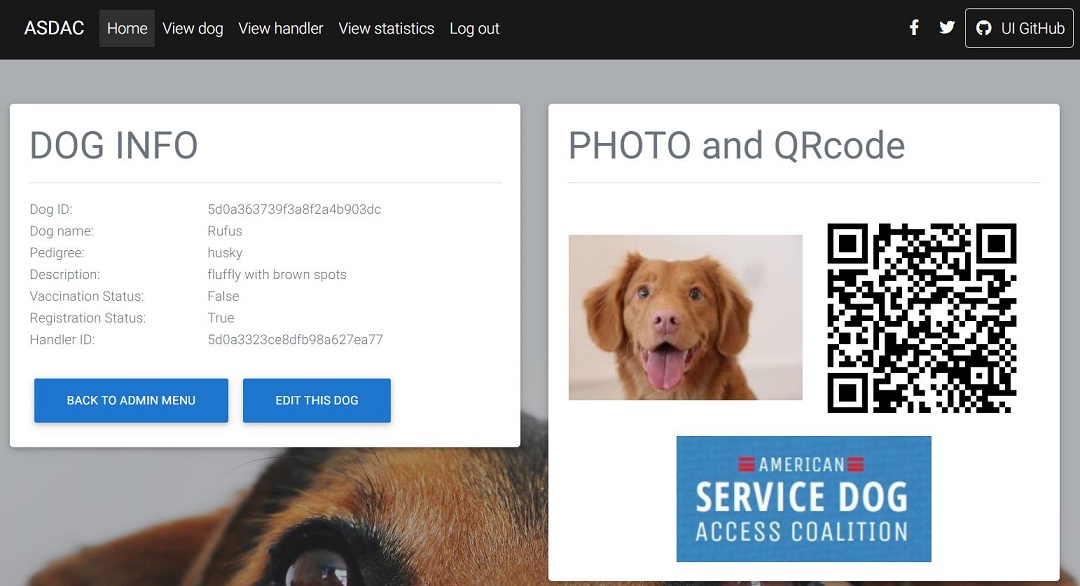 ASDAC Home View dog View handler View statistics Log out UI GitHub
DOG INFO
Dog ID: 5d0a363739f3a8f2a4b903dc
Dog name: Rufus
Pedigree: husky
Description: fluffly with brown spots
Vaccination Status: False
Registration Status: True
Handler ID: 5d0a3323ce8dfb98a627ea77
BACK TO ADMIN MENU EDIT THIS DOG
PHOTO and QRcode
AMERICAN
SERVICE DOG
ACCESS COALITION